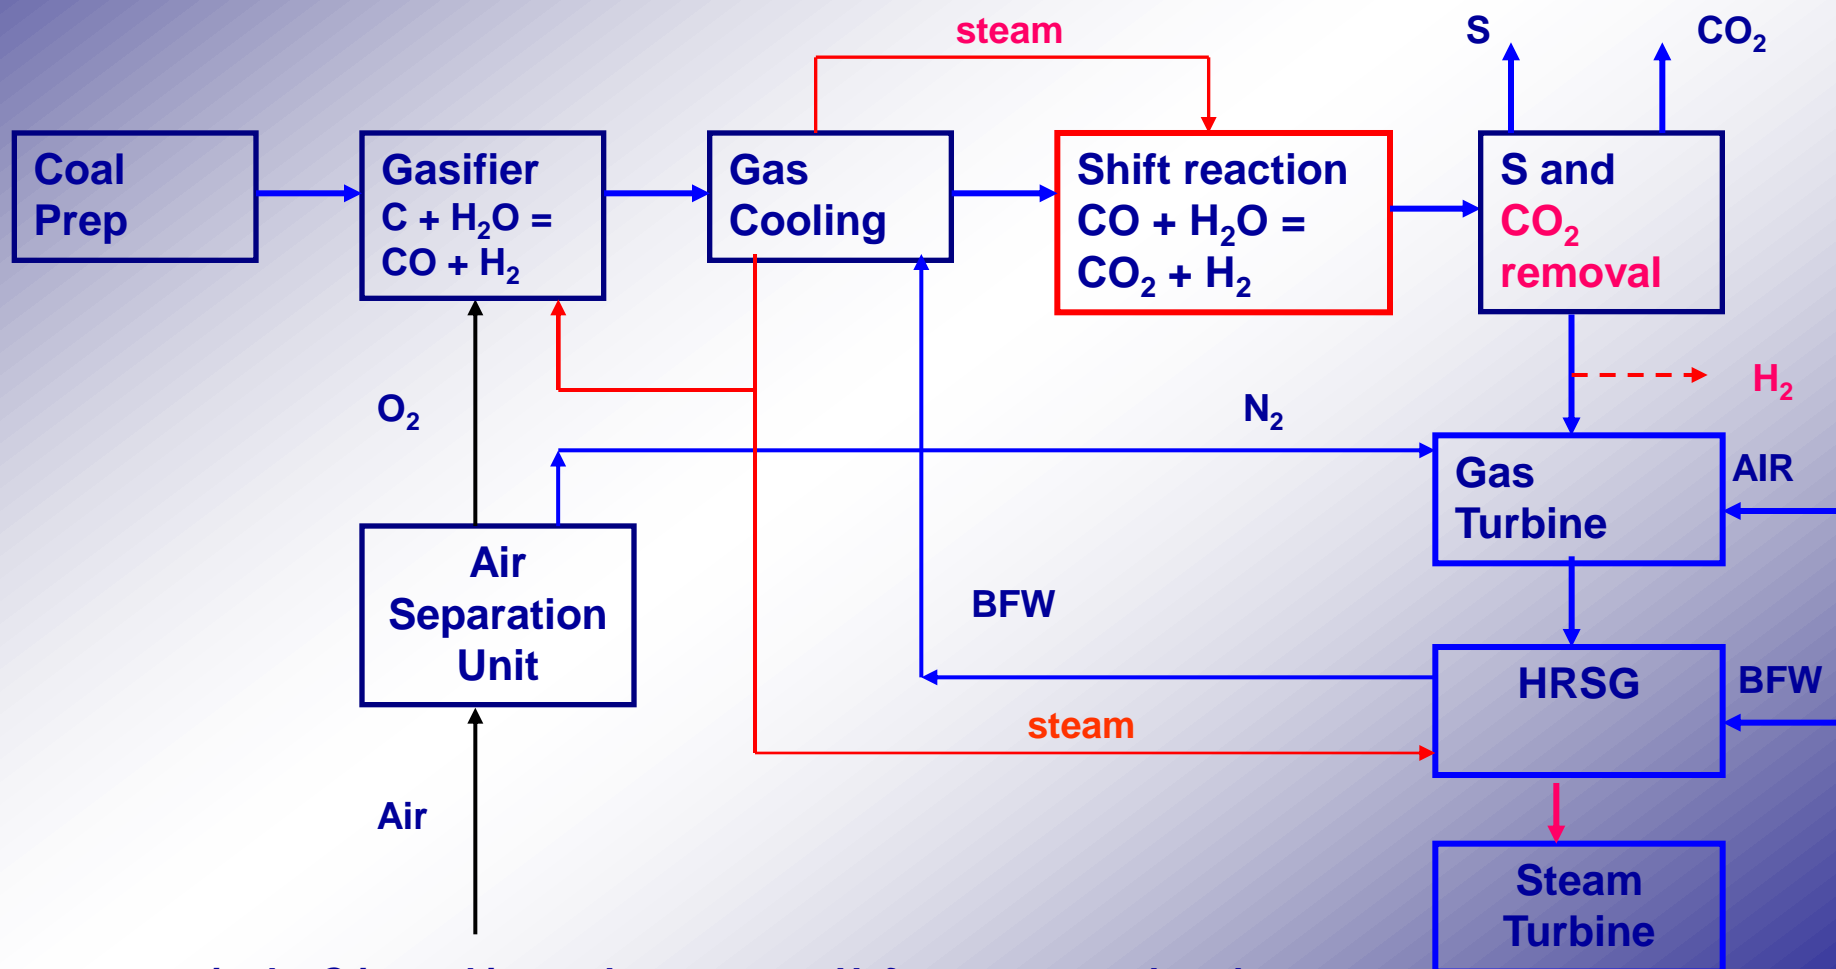 steam
S
CO₂
Coal
Prep
Gasifier
C + H₂O =
CO + H₂
Gas
Cooling
Shift reaction
CO + H₂O =
CO₂ + H₂
S and
CO₂
removal
H₂
O₂
N₂
Gas
Turbine
AIR
Air
Separation
Unit
BFW
HRSG
BFW
steam
Air
Steam
Turbine